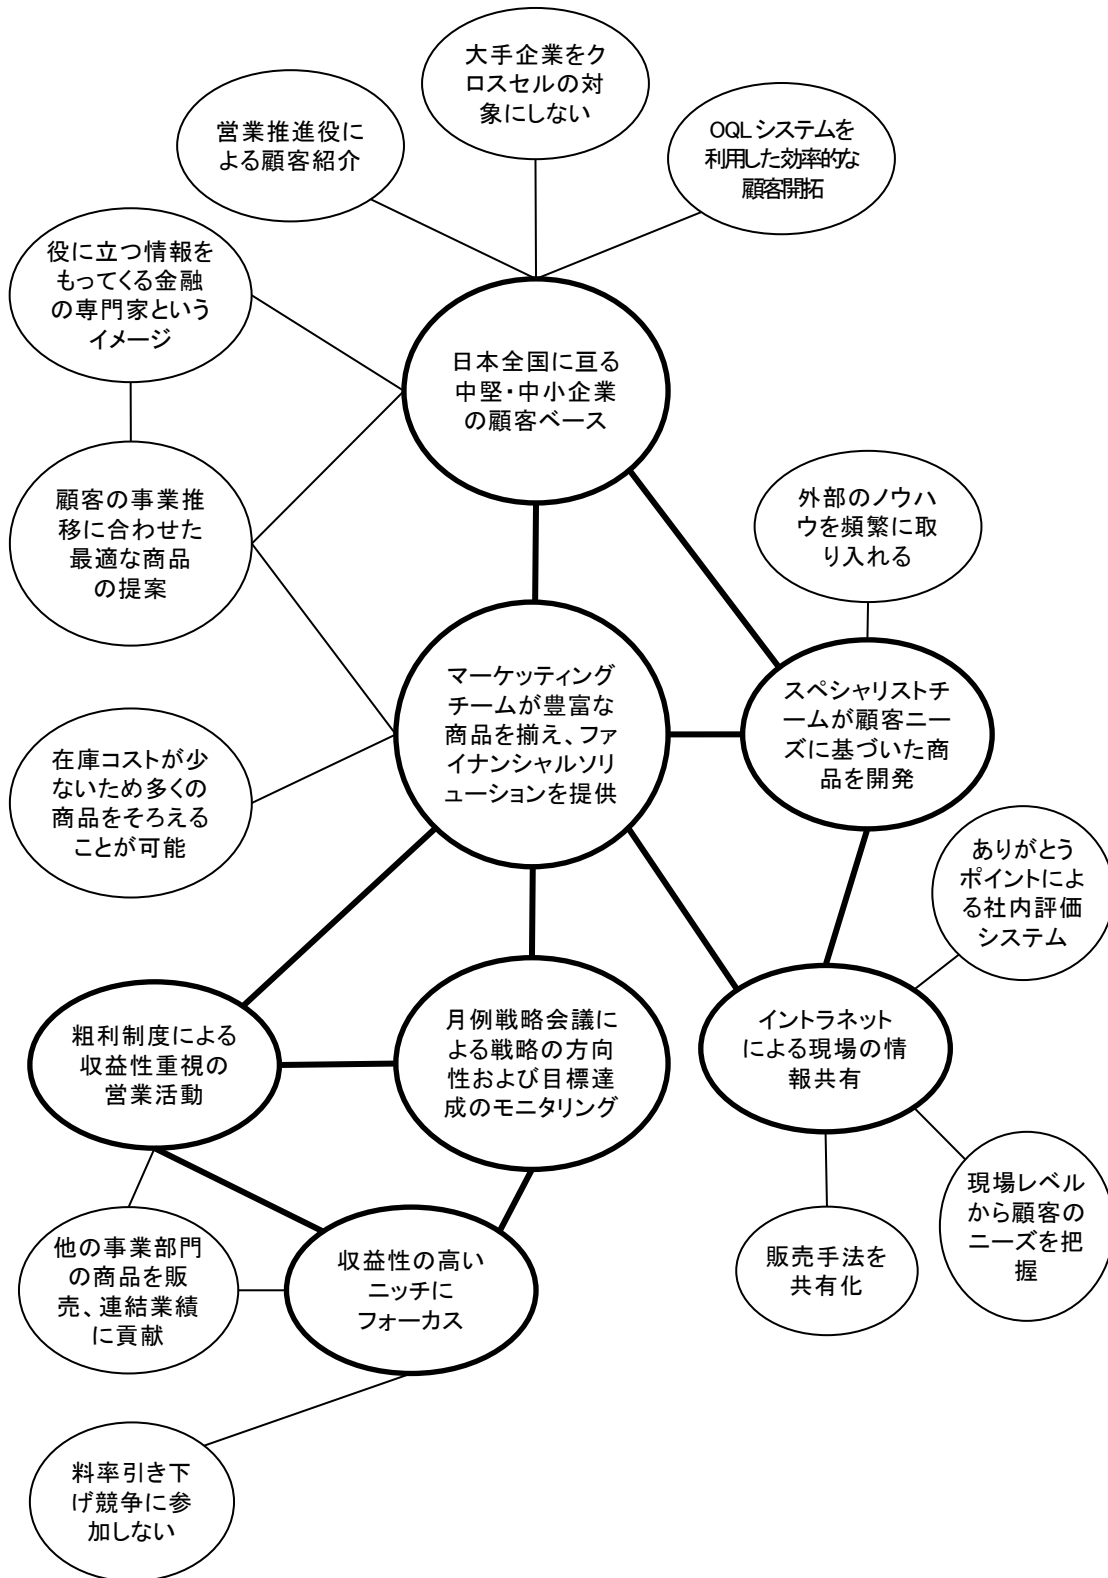 大手企業をク
ロスセルの対
象にしない
営業推進役に
よる顧客紹介
OQLシステムを
利用した効率的な
顧客開拓
役に立つ情報を
もってくる金融
の専門家という
イメージ
日本全国に亘る
中堅・中小企業
の顧客ベース
顧客の事業推
移に合わせた
最適な商品
の提案
外部のノウハ
ウを頻繁に取
り入れる
マーケッティング
チームが豊富な
商品を揃え、ファ
イナンシャルソリ
ューションを提供
スペシャリストチ
ームが顧客ニー
ズに基づいた商
品を開発
在庫コストが少
ないため多くの
商品をそろえる
ことが可能
ありがとう
ポイントによ
る社内評価
システム
粗利制度による
収益性重視の
営業活動
月例戦略会議に
よる戦略の方向
性および目標達
成のモニタリング
イントラネット
による現場の情
報共有
他の事業部門
の商品を販
売、連結業績
に貢献
収益性の高い
ニッチに
フォーカス
販売手法を
共有化
現場レベル
から顧客の
ニーズを把
握
料率引き下
げ競争に参
加しない